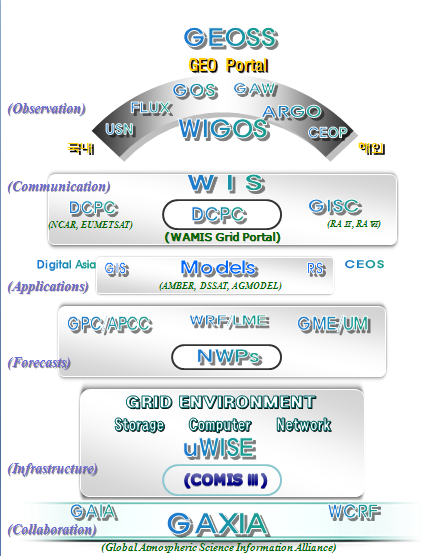 GEOSS
GEO Portal
(Observation)
USN FLUX GOS GAW ARGO CEOP
WIGOS
국내 해외
(Communication) WIS
DCPC DCPC GISC
(NCAR, EUMETSAT) (RA II, RA VI)
(WAMIS Grid Portal)
Digital Asia GIS Models RS CEOS
(Applications) (AMBER, DSSAT, AGMODEL)
GPC/APCC WRF/LME GME/UMI
(Forecasts) NWPs
GRID ENVIRONMENT
Storage Computer Network
uWISE
(Infrastructure) (COMIS III)
GAIA GAXIA WCRF
(Collaboration)
(Global Atmospheric Science Information Alliance)